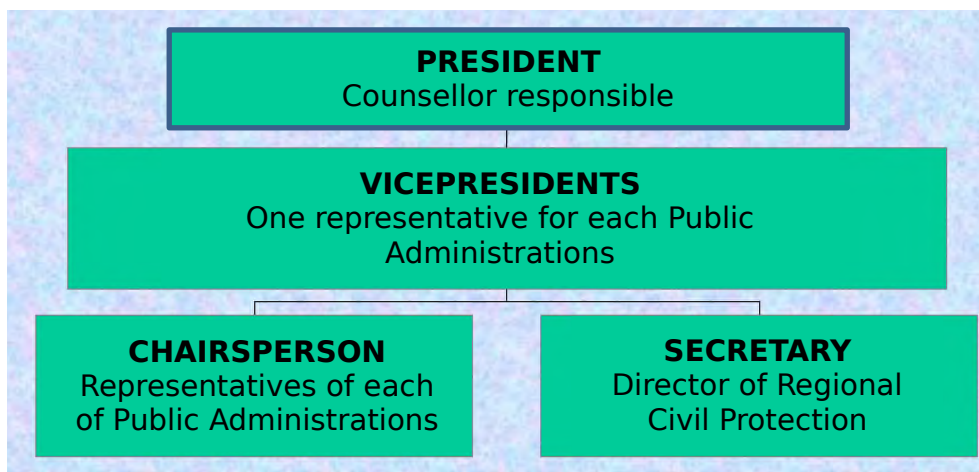 PRESIDENT
Counsellor responsible
VICEPRESIDENTS
One representative for each Public
Administrations
CHAIRSPERSON
Representatives of each
of Public Administrations
SECRETARY
Director of Regional
Civil Protection